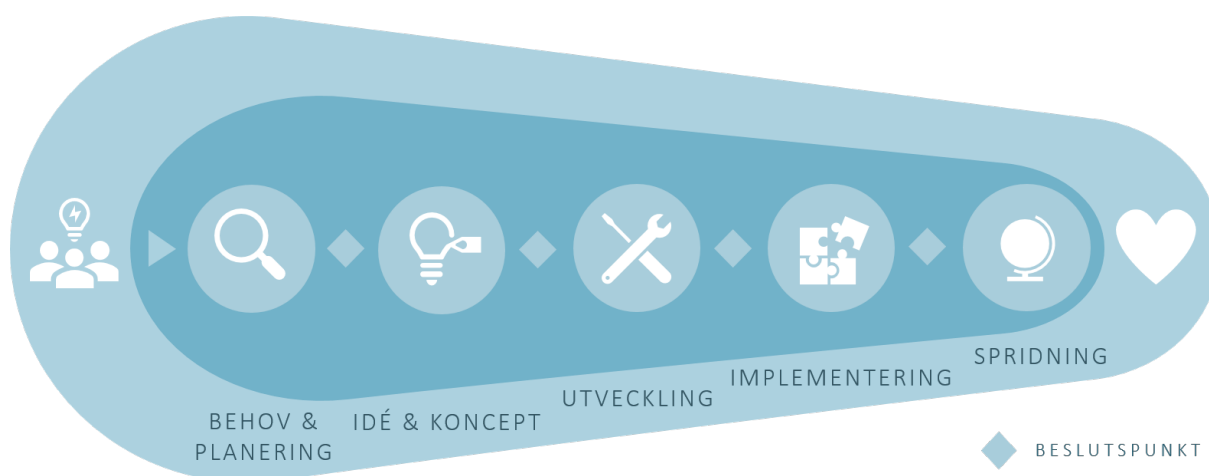 BEHOV &
PLANERING
IDÉ & KONCEPT
UTVECKLING
IMPLEMENTERING
SPRIDNING
BESLUTSPUNKT